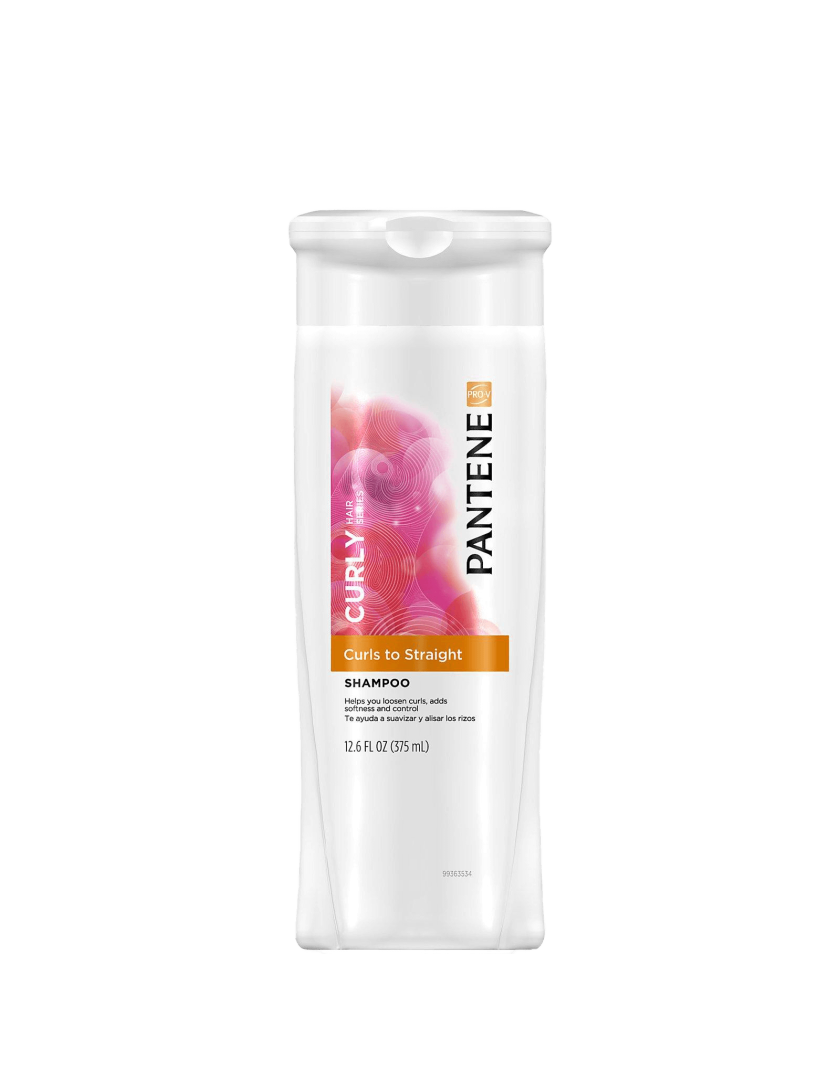 PRO-V
PANTENE
CURLY
HAIR
SERIES
Curls to Straight
SHAMPOO
Helps you loosen curls, adds
softness and control
Te ayuda a suavizar y alisar los rizos
12.6 FL OZ (375 mL)
99363534